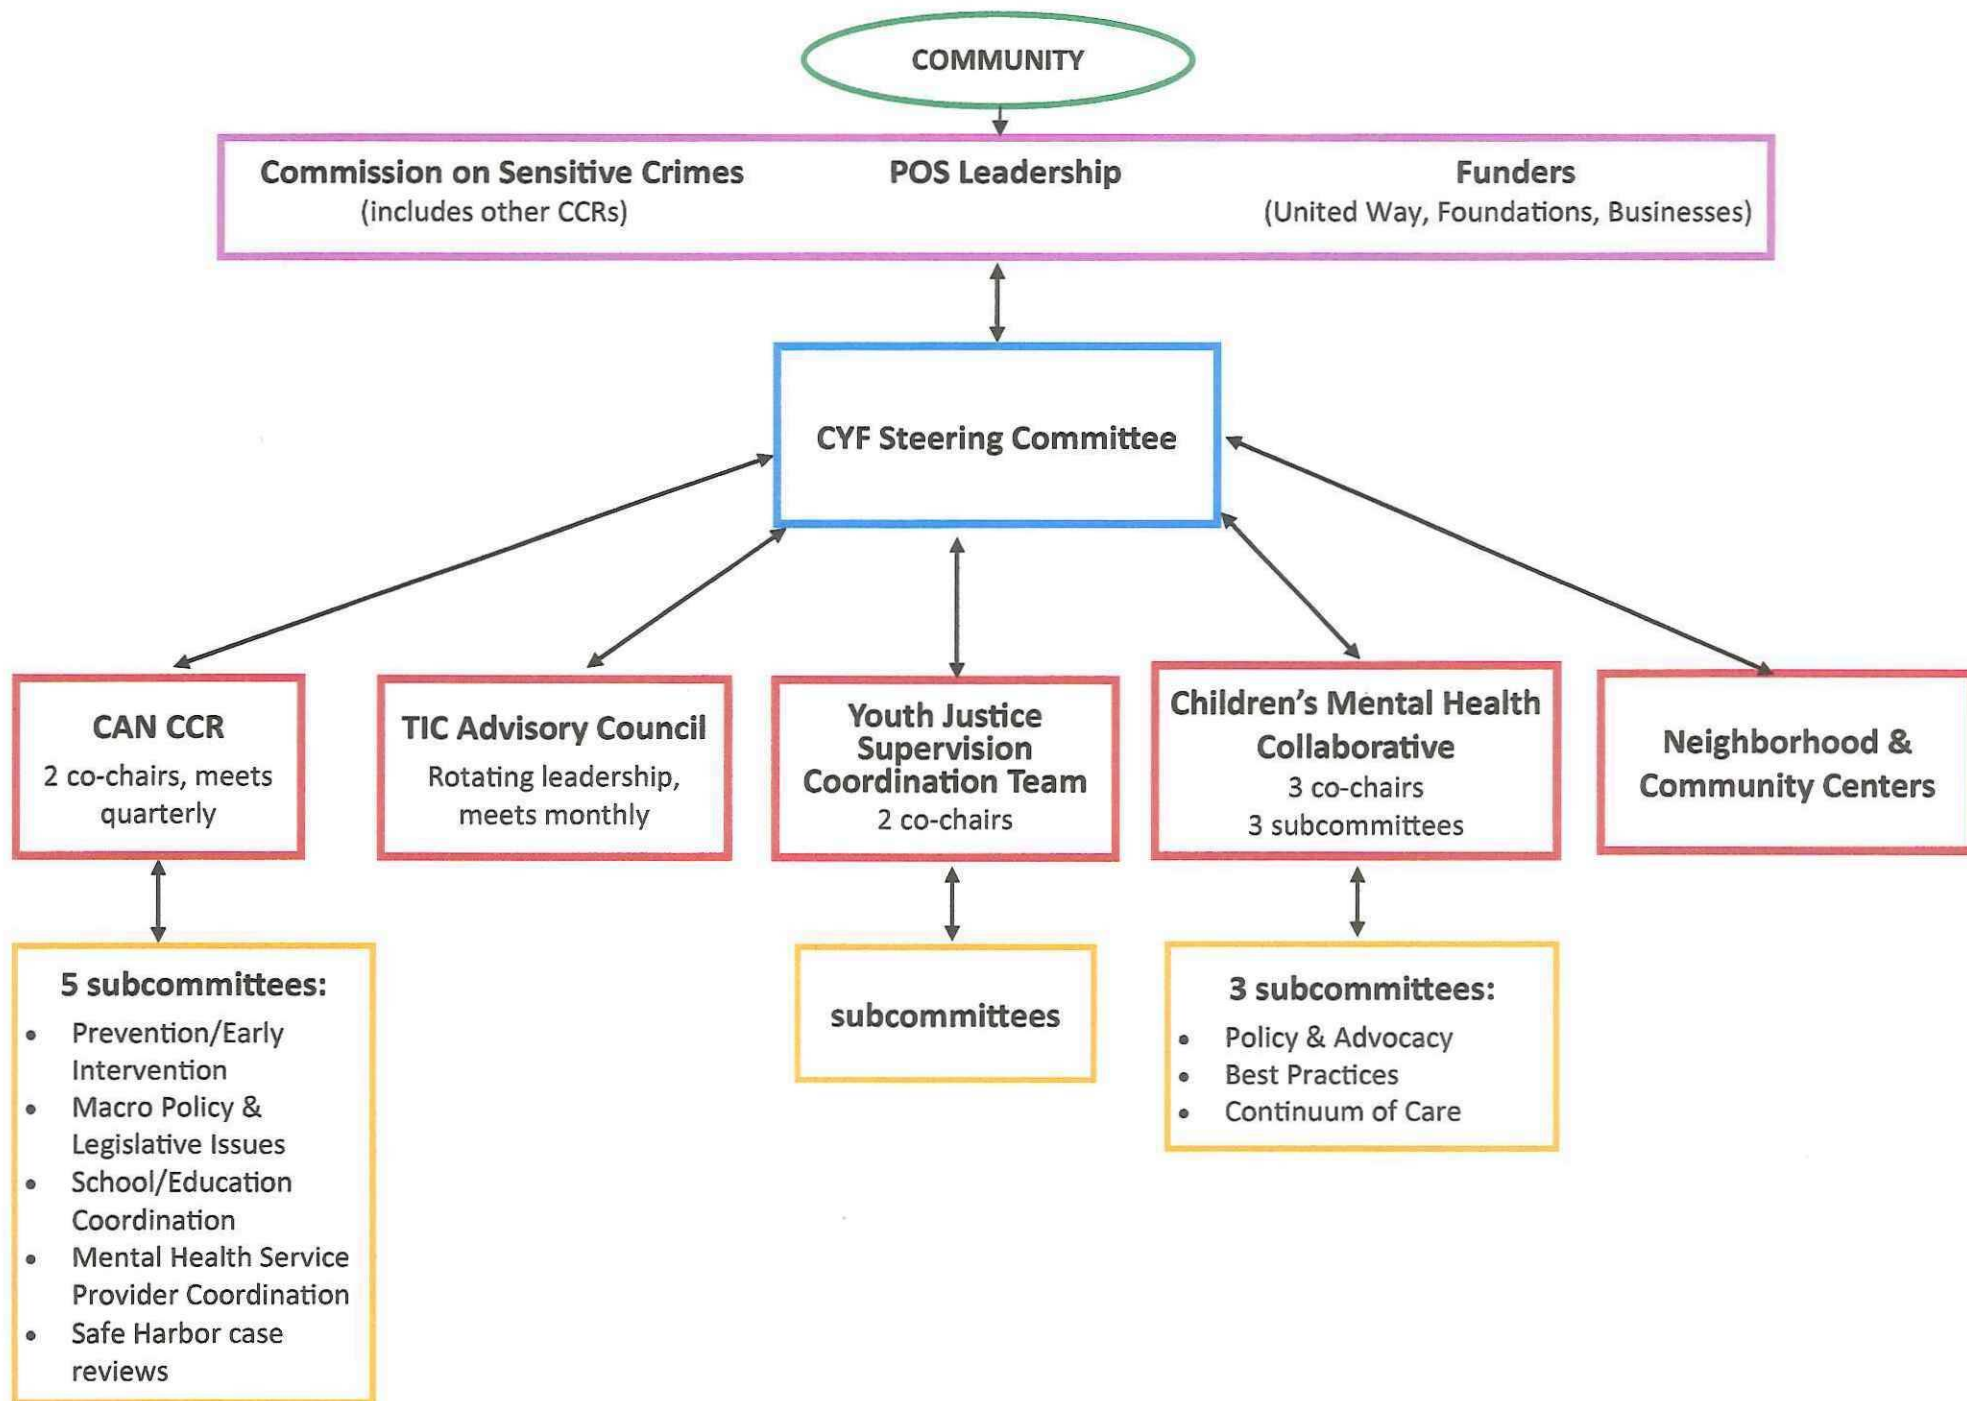 COMMUNITY
Commission on Sensitive Crimes
(includes other CCRs)
POS Leadership
Funders
(United Way, Foundations, Businesses)
CYF Steering Committee
CAN CCR
2 co-chairs, meets
quarterly
TIC Advisory Council
Rotating leadership,
meets monthly
Youth Justice
Supervision
Coordination Team
2 co-chairs
Children’s Mental Health
Collaborative
3 co-chairs
3 subcommittees
Neighborhood &
Community Centers
5 subcommittees:
• Prevention/Early
Intervention
• Macro Policy &
Legislative Issues
• School/Education
Coordination
• Mental Health Service
Provider Coordination
• Safe Harbor case
reviews
subcommittees
3 subcommittees:
• Policy & Advocacy
• Best Practices
• Continuum of Care